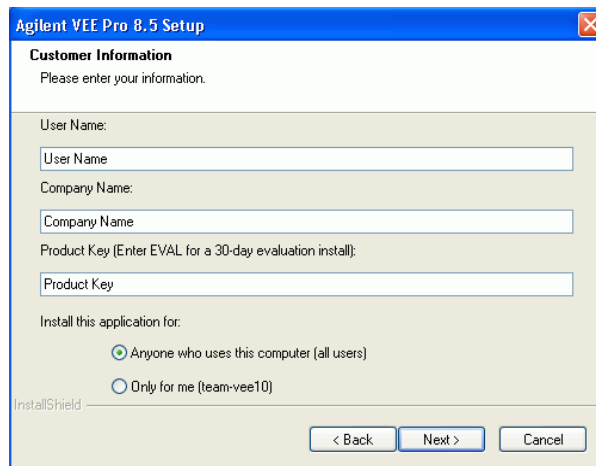 Agilent VEE Pro 8.5 Setup
Customer Information
Please enter your information.
User Name:
User Name
Company Name:
Company Name
Product Key (Enter EVAL for a 30-day evaluation install):
Product Key
Install this application for:
Anyone who uses this computer (all users)
Only for me (team-vee10)
InstallShield
< Back Next > Cancel